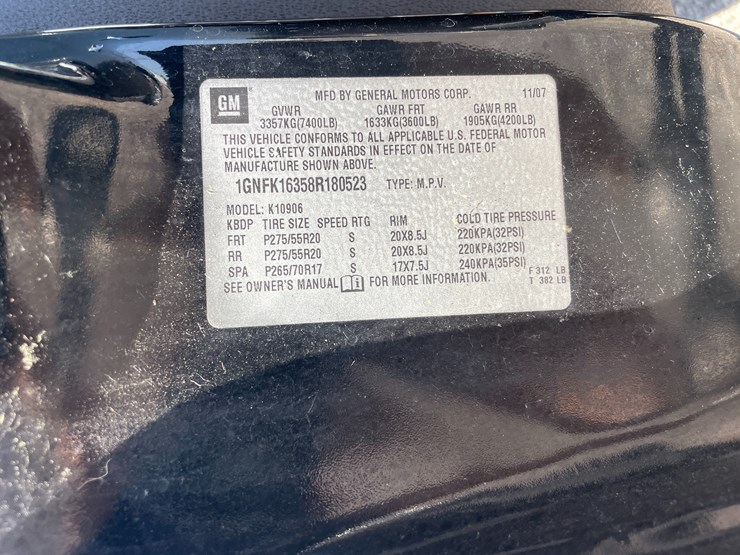 GM MFD BY GENERAL MOTORS CORP. 11/07
GVWR GAWR FRT GAWR RR
3357KG(7400LB) 1633KG(3600LB) 1905KG(4200LB)
THIS VEHICLE CONFORMS TO ALL APPLICABLE U.S. FEDERAL MOTOR
VEHICLE SAFETY STANDARDS IN EFFECT ON THE DATE OF
MANUFACTURE SHOWN ABOVE.
1GNFK16358R180523 TYPE: M.P.V.
MODEL: K10906
KBDP TIRE SIZE SPEED RTG RIM COLD TIRE PRESSURE
FRT P275/55R20 S 20X8.5J 220KPA(32PSI)
RR P275/55R20 S 20X8.5J 220KPA(32PSI)
SPA P265/70R17 S 17X7.5J 240KPA(35PSI) F 312 LB
SEE OWNER'S MANUAL i FOR MORE INFORMATION. T 382 LB